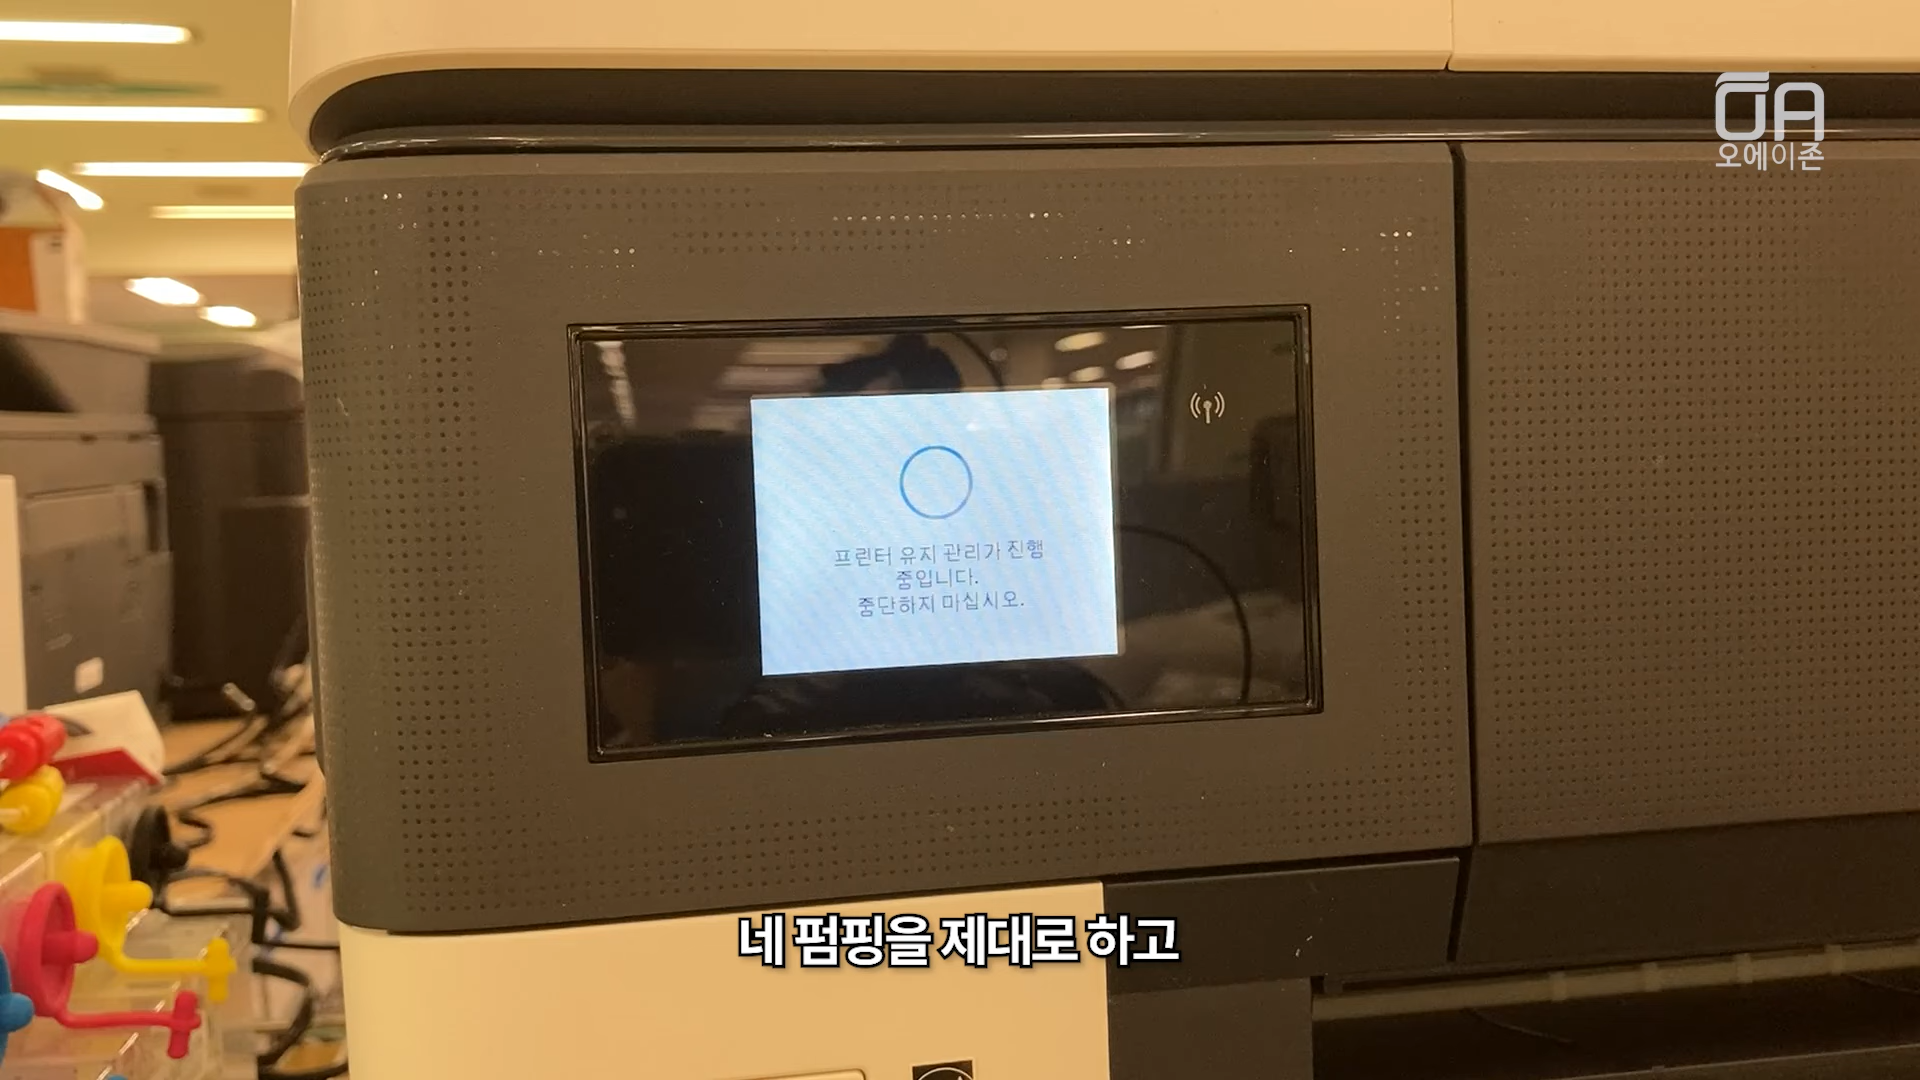 OA
오에이존
프린터 유지 관리가 진행
중입니다.
중단하지 마십시오.
네 펌핑을 제대로 하고